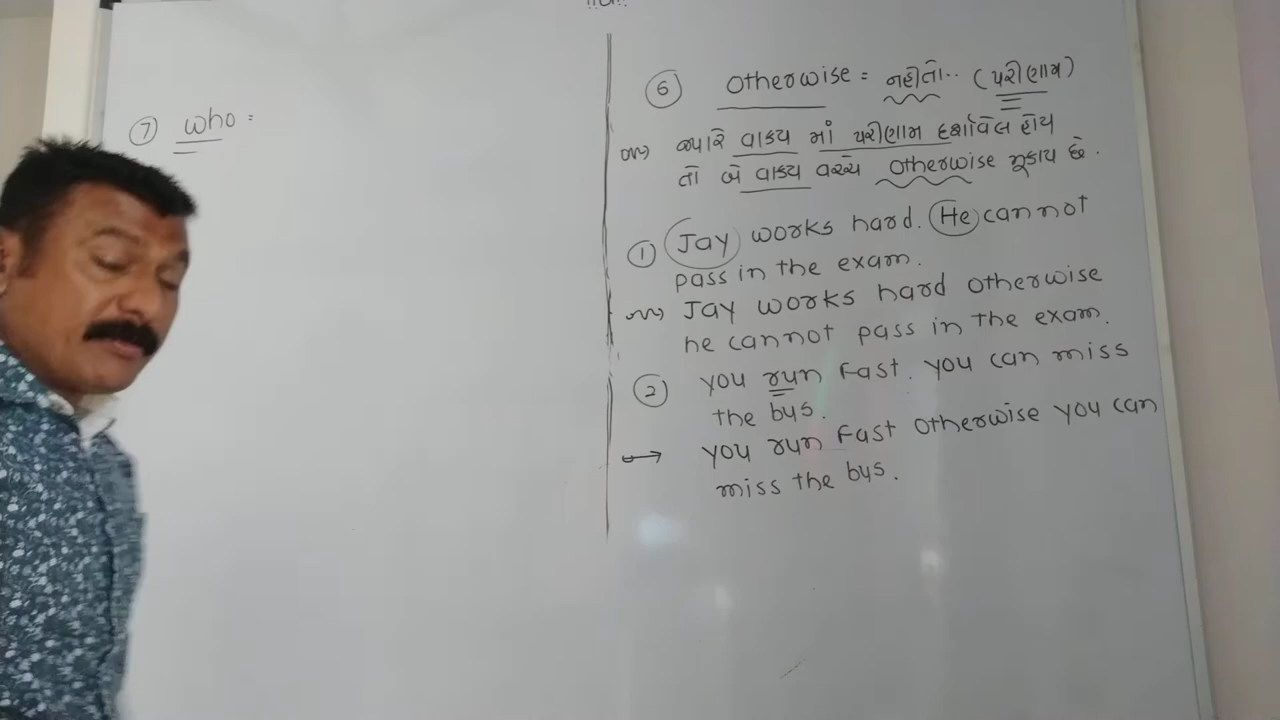 7 who :
6 otherwise = નહીતો.. (પરીણામ)
જ્યારે વાકય માં પરીણામ દર્શાવેલ હોય
તો બે વાકય વચ્ચે otherwise મૂકાય છે.
1 Jay works hard. He cannot
pass in the exam.
Jay works hard otherwise
he cannot pass in the exam.
2 you run fast. you can miss
the bus.
→ you run fast otherwise you can
miss the bus.